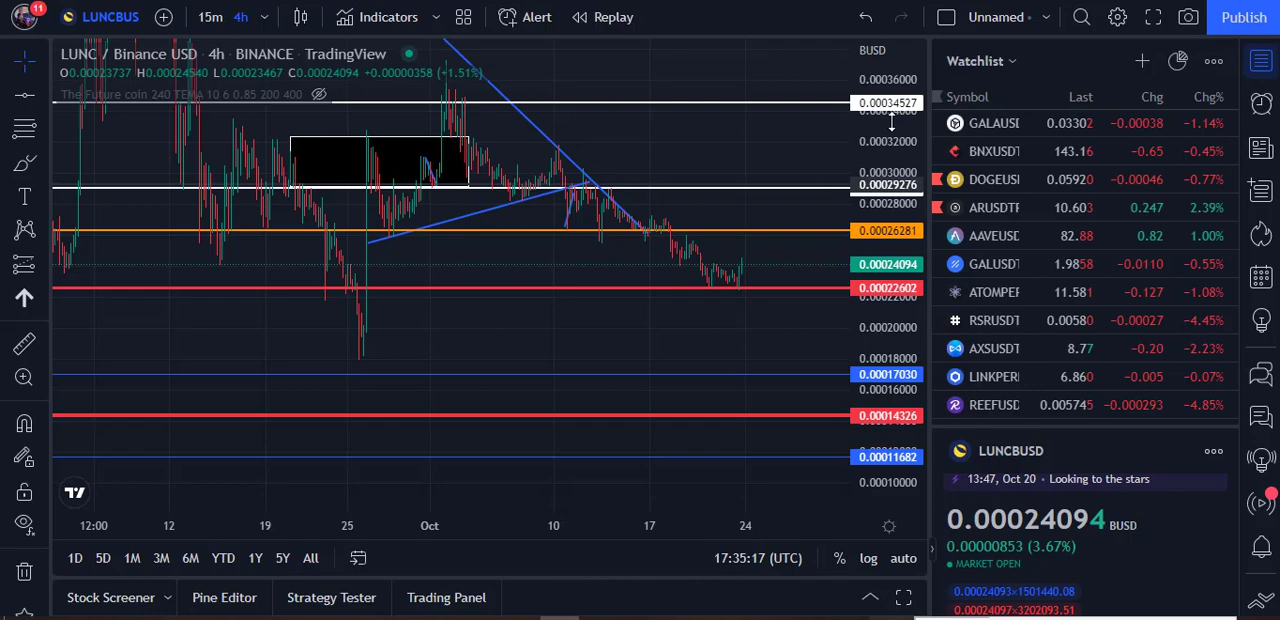 11
LUNCBUS
15m 4h
Indicators
Alert
Replay
Unnamed
Publish
LUNC / Binance USD · 4h · BINANCE · TradingView
O0.00023737 H0.00024540 L0.00023467 C0.00024094 +0.00000358 (+1.51%)
The Future coin 240 TEMA 10 6 0.85 200 400
BUSD
0.00036000
0.00034527
0.00032000
0.00030000
0.00029276
0.00028000
0.00026281
0.00024094
0.00022602
0.00022000
0.00020000
0.00018000
0.00017030
0.00016000
0.00014326
0.00011682
0.00010000
12:00 12 19 25 Oct 10 17 24
1D 5D 1M 3M 6M YTD 1Y 5Y All
17:35:17 (UTC) % log auto
Stock Screener Pine Editor Strategy Tester Trading Panel
Watchlist
Symbol Last Chg Chg%
GALAUSD 0.03302 −0.00038 −1.14%
BNXUSDT 143.16 −0.65 −0.45%
DOGEUSI 0.05920 −0.00046 −0.77%
ARUSDTF 10.603 0.247 2.39%
AAVEUSD 82.88 0.82 1.00%
GALUSDT 1.9858 −0.0110 −0.55%
ATOMPEF 11.581 −0.127 −1.08%
RSRUSDT 0.00580 −0.00027 −4.45%
AXSUSDT 8.77 −0.20 −2.23%
LINKPERI 6.860 −0.005 −0.07%
REEFUSD 0.005745 −0.000293 −4.85%
LUNCBUSD
13:47, Oct 20 • Looking to the stars
0.00024094 BUSD
0.00000853 (3.67%)
MARKET OPEN
0.00024093×1501440.08
0.00024097×3202093.51